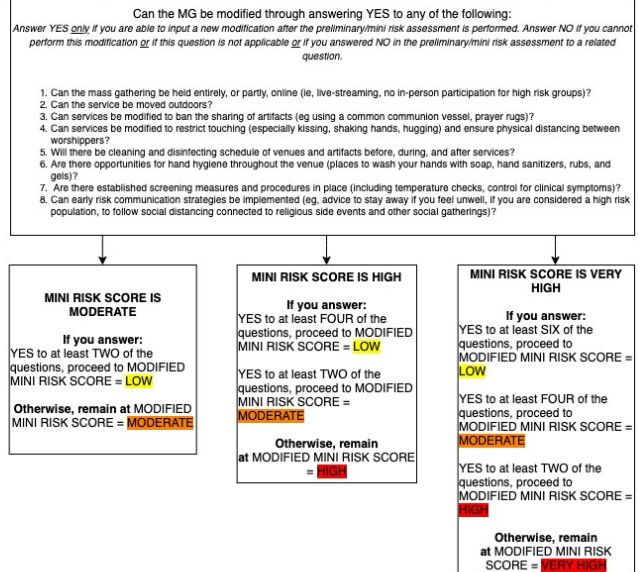 Can the MG be modified through answering YES to any of the following:
Answer YES only if you are able to input a new modification after the preliminary/mini risk assessment is performed. Answer NO if you cannot
perform this modification or if this question is not applicable or if you answered NO in the preliminary/mini risk assessment to a related
question.
1. Can the mass gathering be held entirely, or partly, online (ie, live-streaming, no in-person participation for high risk groups)?
2. Can the service be moved outdoors?
3. Can services be modified to ban the sharing of artifacts (eg using a common communion vessel, prayer rugs)?
4. Can services be modified to restrict touching (especially kissing, shaking hands, hugging) and ensure physical distancing between
worshippers?
5. Will there be cleaning and disinfecting schedule of venues and artifacts before, during, and after services?
6. Are there opportunities for hand hygiene throughout the venue (places to wash your hands with soap, hand sanitizers, rubs, and
gels)?
7. Are there established screening measures and procedures in place (including temperature checks, control for clinical symptoms)?
8. Can early risk communication strategies be implemented (eg, advice to stay away if you feel unwell, if you are considered a high risk
population, to follow social distancing connected to religious side events and other social gatherings)?
MINI RISK SCORE IS
MODERATE
If you answer:
YES to at least TWO of the
questions, proceed to MODIFIED
MINI RISK SCORE = LOW
Otherwise, remain at MODIFIED
MINI RISK SCORE = MODERATE
MINI RISK SCORE IS HIGH
If you answer:
YES to at least FOUR of the
questions, proceed to MODIFIED
MINI RISK SCORE = LOW
YES to at least TWO of the
questions, proceed to MODIFIED
MINI RISK SCORE =
MODERATE
Otherwise, remain
at MODIFIED MINI RISK SCORE
= HIGH
MINI RISK SCORE IS VERY
HIGH
If you answer:
YES to at least SIX of the
questions, proceed to
MODIFIED MINI RISK SCORE =
LOW
YES to at least FOUR of the
questions, proceed to
MODIFIED MINI RISK SCORE =
MODERATE
YES to at least TWO of the
questions, proceed to
MODIFIED MINI RISK SCORE =
HIGH
Otherwise, remain
at MODIFIED MINI RISK
SCORE = VERY HIGH